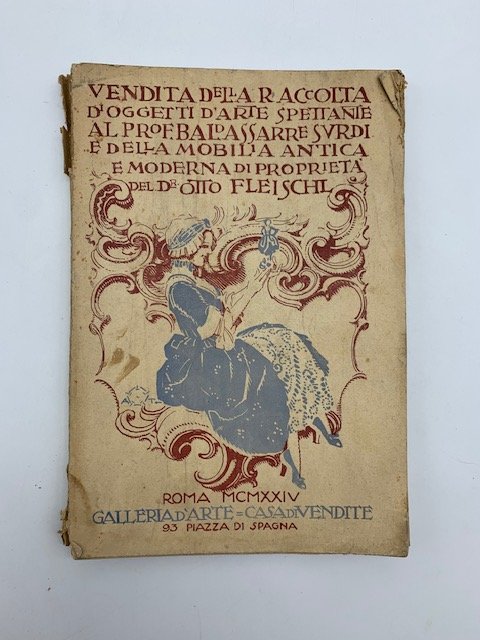 VENDITA DELLA RACCOLTA
D'OGGETTI D'ARTE SPETTANTE
AL PROF. BALDASSARRE SURDI
E DELLA MOBILIA ANTICA
E MODERNA DI PROPRIETA'
DEL DR. OTTO FLEISCHL
ROMA MCMXXIV
GALLERIA D'ARTE = CASA DI VENDITE
93 PIAZZA DI SPAGNA